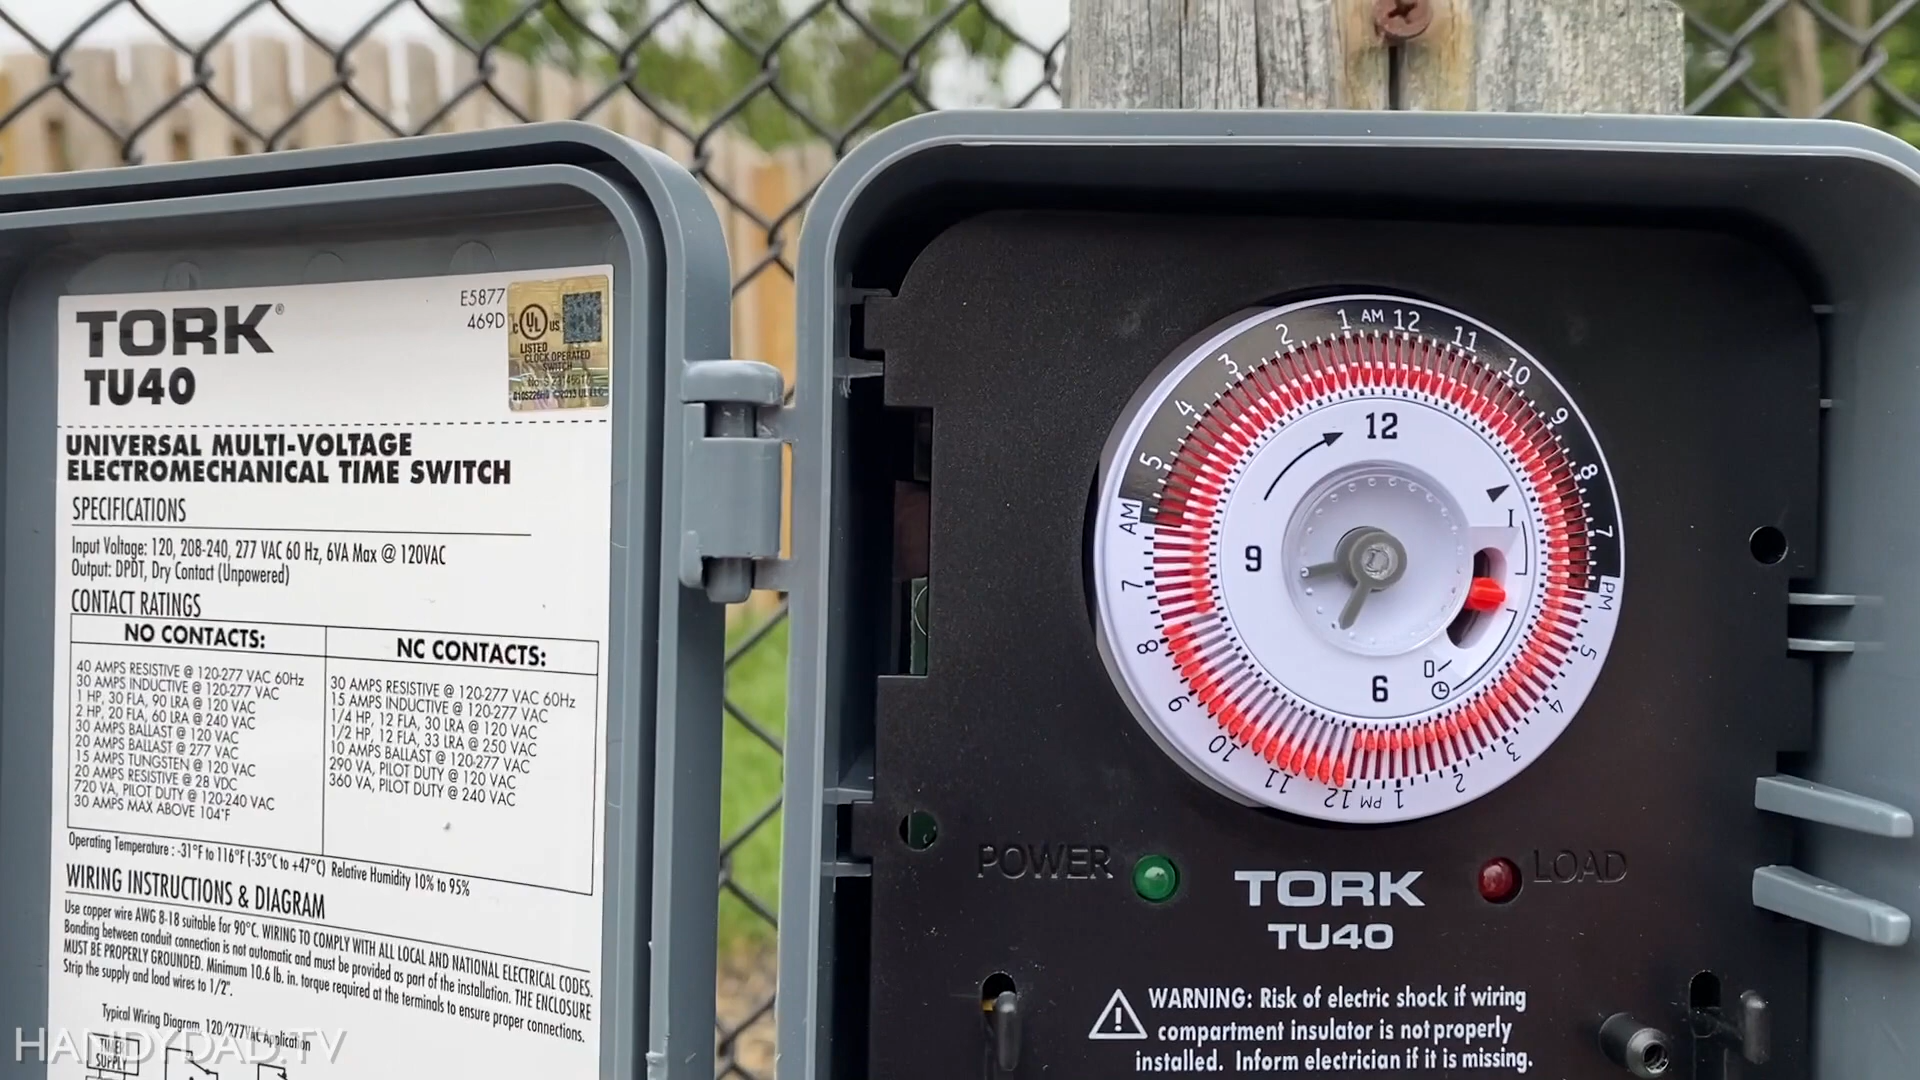 TORK®
TU40
E5877
469D
C UL US
LISTED
CLOCK OPERATED
SWITCH
UNIVERSAL MULTI-VOLTAGE
ELECTROMECHANICAL TIME SWITCH
SPECIFICATIONS
Input Voltage: 120, 208-240, 277 VAC 60 Hz, 6VA Max @ 120VAC
Output: DPDT, Dry Contact (Unpowered)
CONTACT RATINGS
NO CONTACTS:
40 AMPS RESISTIVE @ 120-277 VAC 60Hz
30 AMPS INDUCTIVE @ 120-277 VAC
1 HP, 30 FLA, 90 LRA @ 120 VAC
2 HP, 20 FLA, 60 LRA @ 240 VAC
30 AMPS BALLAST @ 120 VAC
20 AMPS BALLAST @ 277 VAC
15 AMPS TUNGSTEN @ 120 VAC
20 AMPS RESISTIVE @ 28 VDC
720 VA, PILOT DUTY @ 120-240 VAC
30 AMPS MAX ABOVE 104°F
NC CONTACTS:
30 AMPS RESISTIVE @ 120-277 VAC 60Hz
15 AMPS INDUCTIVE @ 120-277 VAC
1/4 HP, 12 FLA, 30 LRA @ 120 VAC
1/2 HP, 12 FLA, 33 LRA @ 250 VAC
10 AMPS BALLAST @ 120-277 VAC
290 VA, PILOT DUTY @ 120 VAC
360 VA, PILOT DUTY @ 240 VAC
Operating Temperature : -31°F to 116°F (-35°C to +47°C) Relative Humidity 10% to 95%
WIRING INSTRUCTIONS & DIAGRAM
Use copper wire AWG 8-18 suitable for 90°C. WIRING TO COMPLY WITH ALL LOCAL AND NATIONAL ELECTRICAL CODES.
Bonding between conduit connection is not automatic and must be provided as part of the installation. THE ENCLOSURE
MUST BE PROPERLY GROUNDED. Minimum 10.6 lb. in. torque required at the terminals to ensure proper connections.
Strip the supply and load wires to 1/2".
Typical Wiring Diagram, 120/277VAC Application
TIMER
SUPPLY
HANDYDAD.TV
AM 12 11 10 9 8 7 PM 5 4 3 2 1 PM 12 11 10 9 8 7 AM 5 4 3 2 1
12
9
6
I
0
POWER
LOAD
TORK
TU40
WARNING: Risk of electric shock if wiring
compartment insulator is not properly
installed. Inform electrician if it is missing.